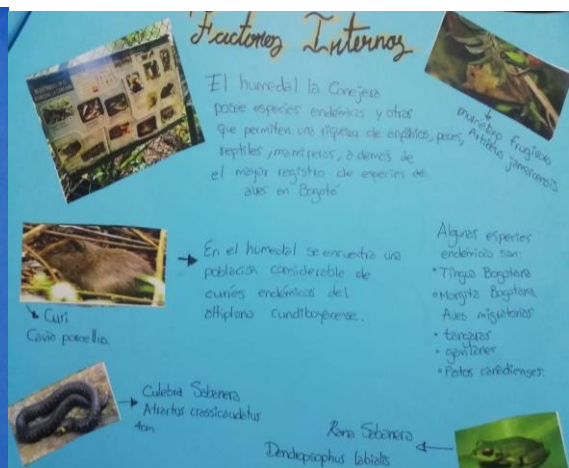 Factores Internos
El humedal la Conejera
posee especies endémicas y otras
que permiten una riqueza de anfibios, peces,
reptiles, mamíferos, además de
el mayor registro de especies de
aves en Bogotá
murciélago frugívoro
Artibeus jamaicensis
En el humedal se encuentra una
población considerable de
curíes endémicos del
altiplano cundiboyacense.
Curi
Cavia porcellus
Algunas especies
endémicas son:
• Tingua Bogotana
• Monjita Bogotana
Aves migratorias
• tangaras
• gavilanes
• Patos canadienses.
Culebra Sabanera
Atractus crassicaudatus
4cm
Rana Sabanera
Dendropsophus labialis